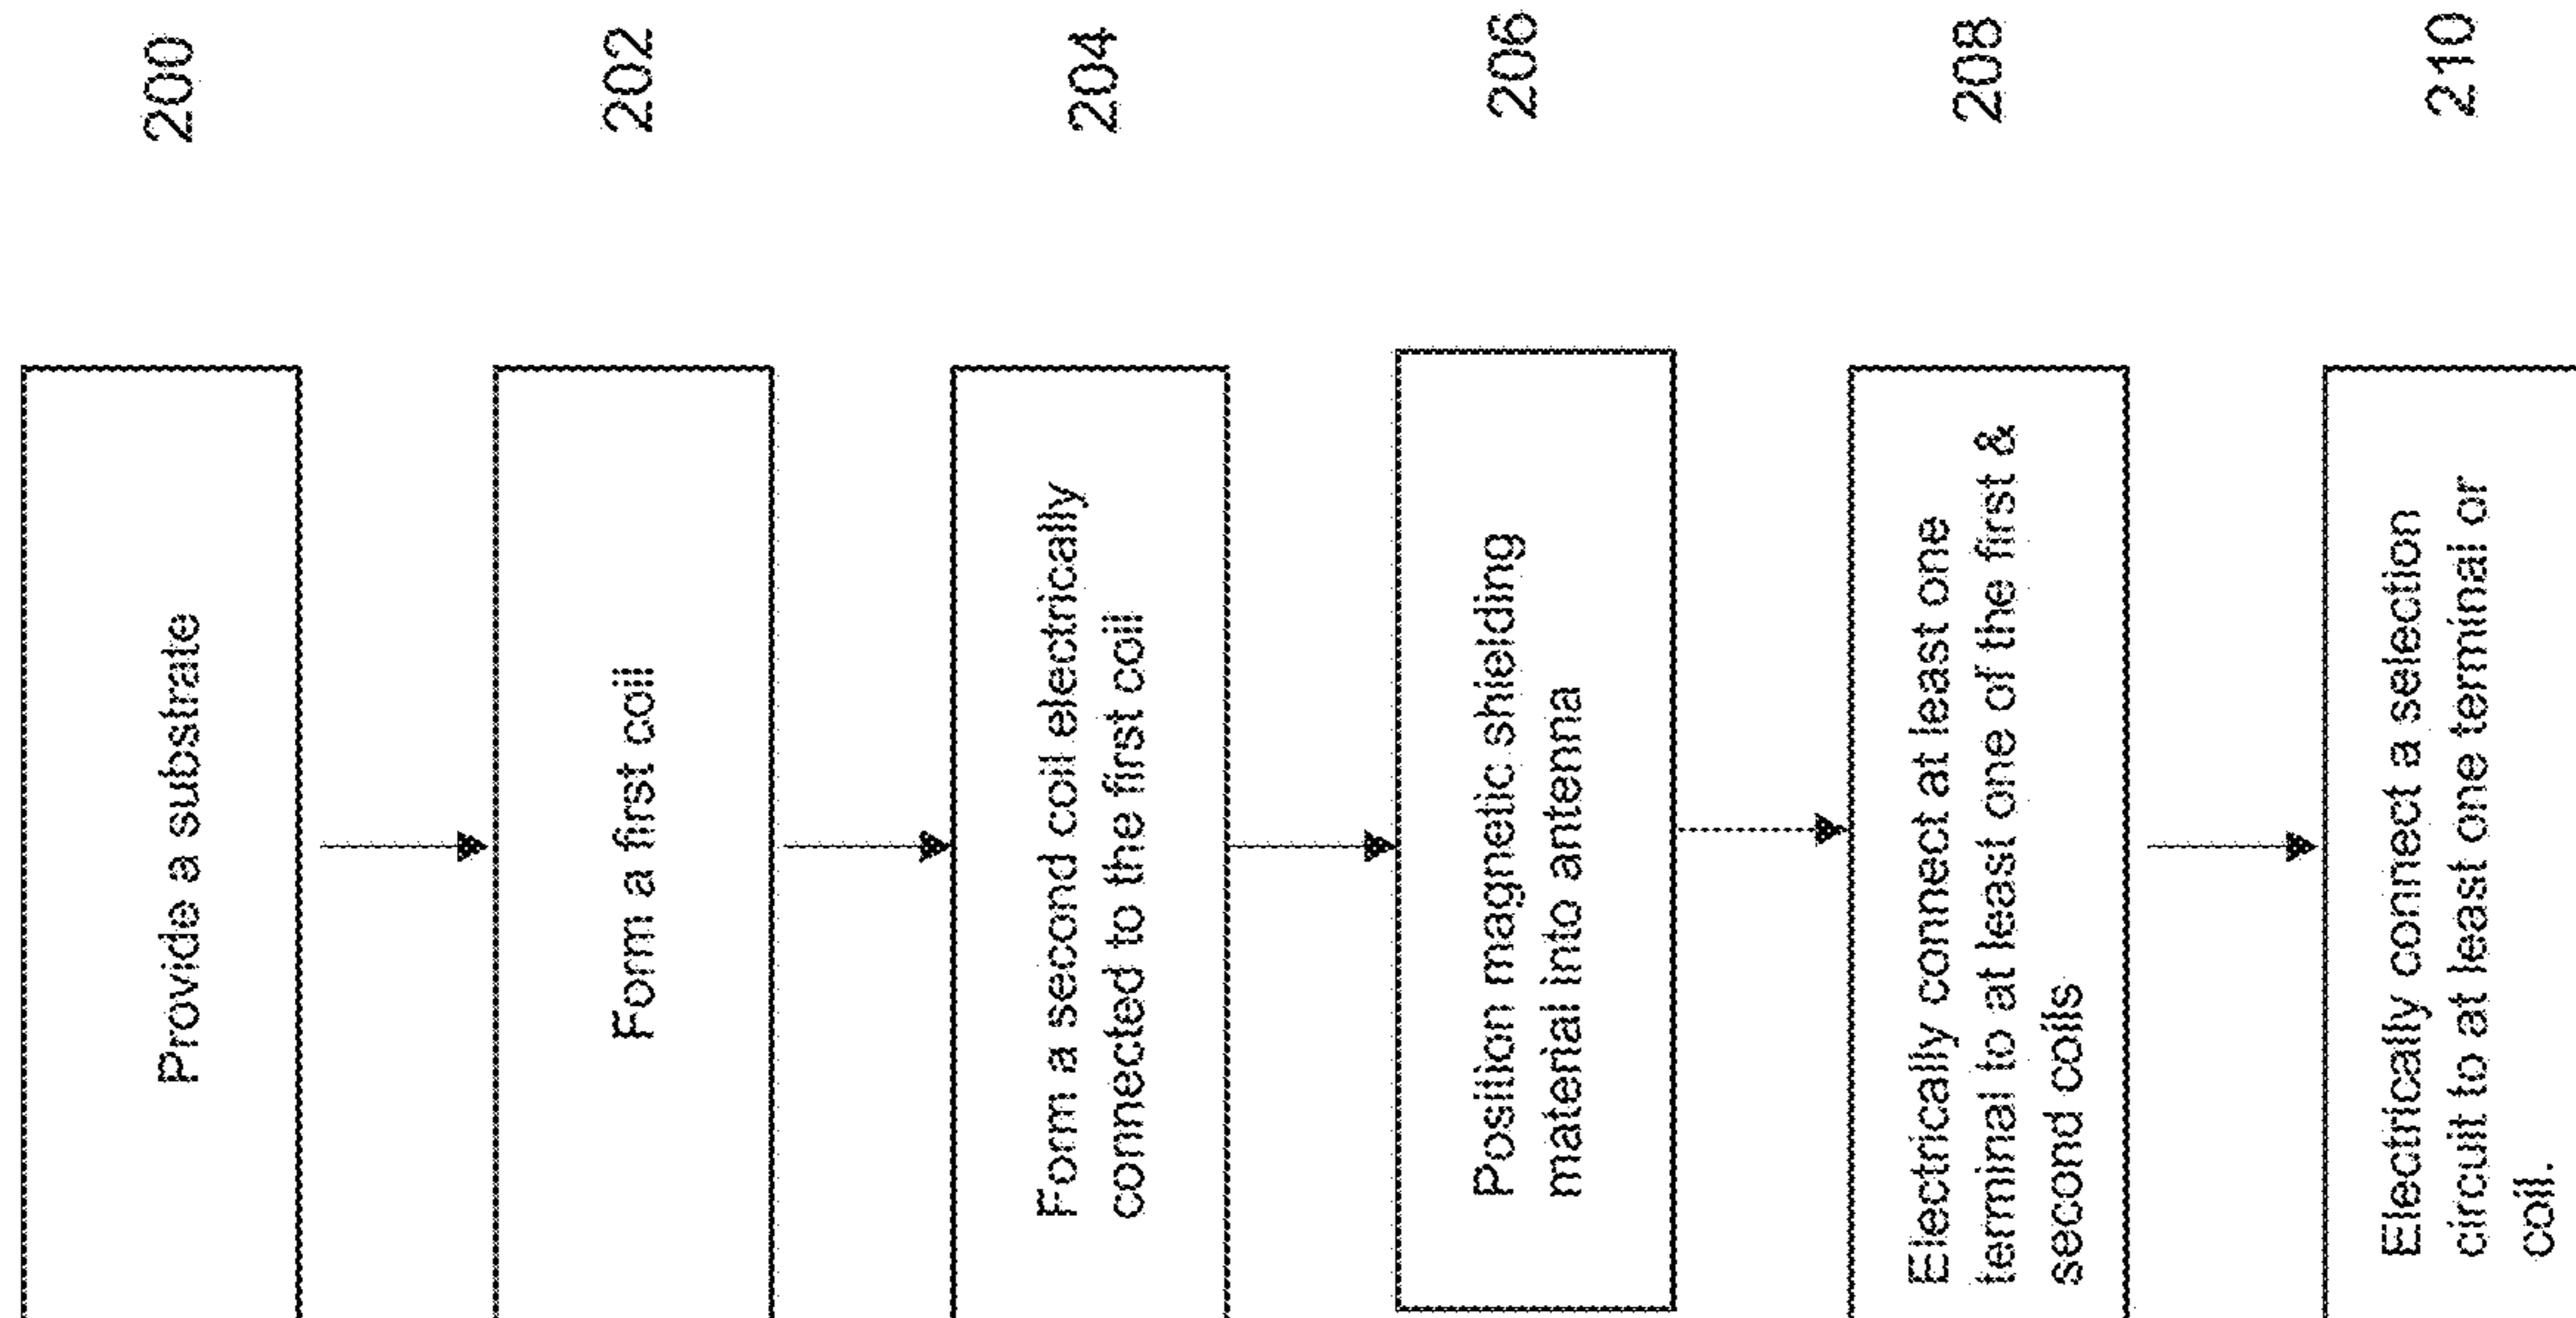 Provide a substrate
200
Form a first coil
202
Form a second coil electrically
connected to the first coil
204
Position magnetic shielding
material into antenna
206
Electrically connect at least one
terminal to at least one of the first &
second coils
208
Electrically connect a selection
circuit to at least one terminal or
coil.
210